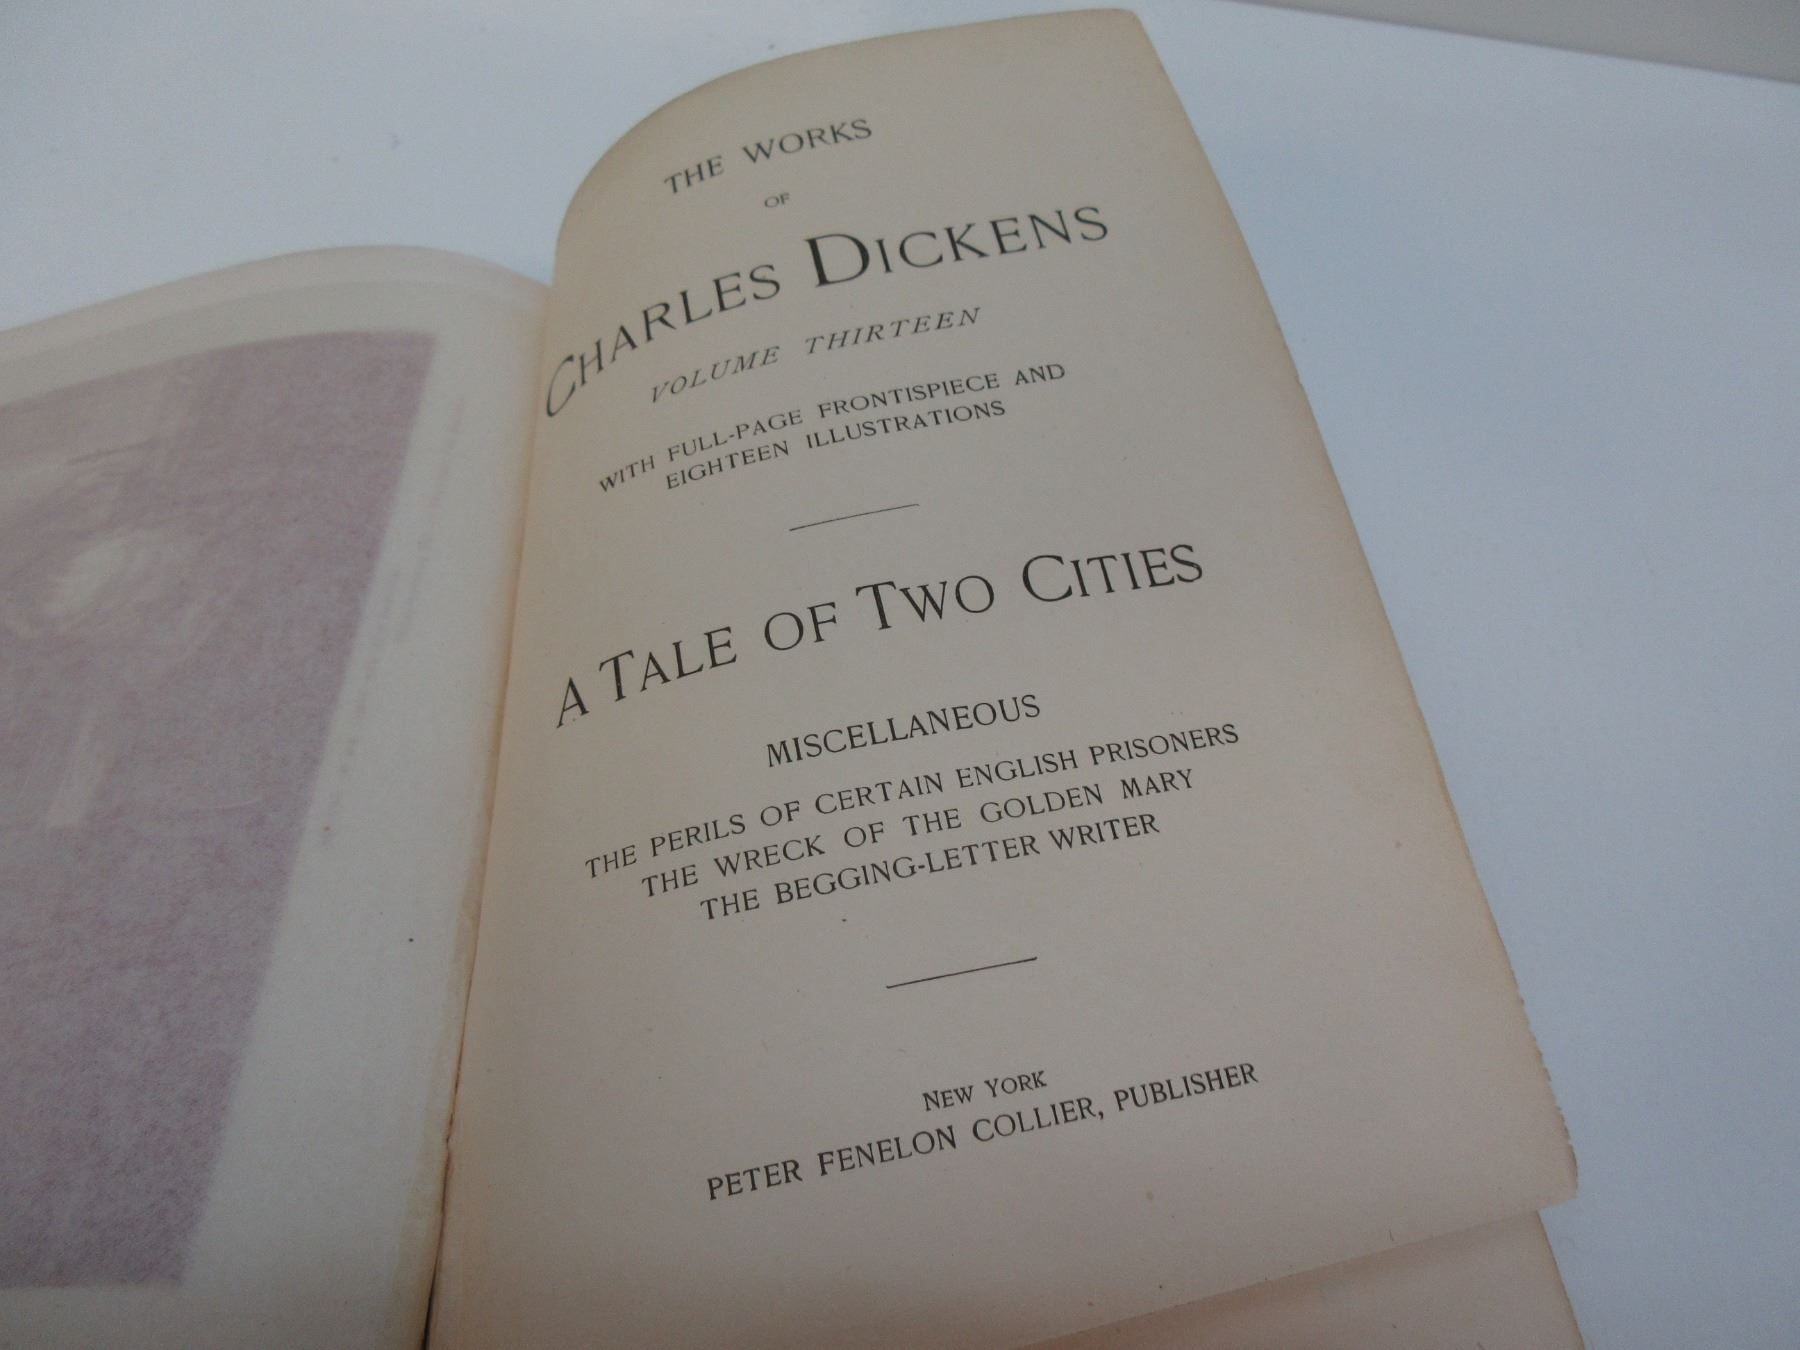 THE WORKS
OF
CHARLES DICKENS
VOLUME THIRTEEN
WITH FULL-PAGE FRONTISPIECE AND
EIGHTEEN ILLUSTRATIONS
A TALE OF TWO CITIES
MISCELLANEOUS
THE PERILS OF CERTAIN ENGLISH PRISONERS
THE WRECK OF THE GOLDEN MARY
THE BEGGING-LETTER WRITER
NEW YORK
PETER FENELON COLLIER, PUBLISHER